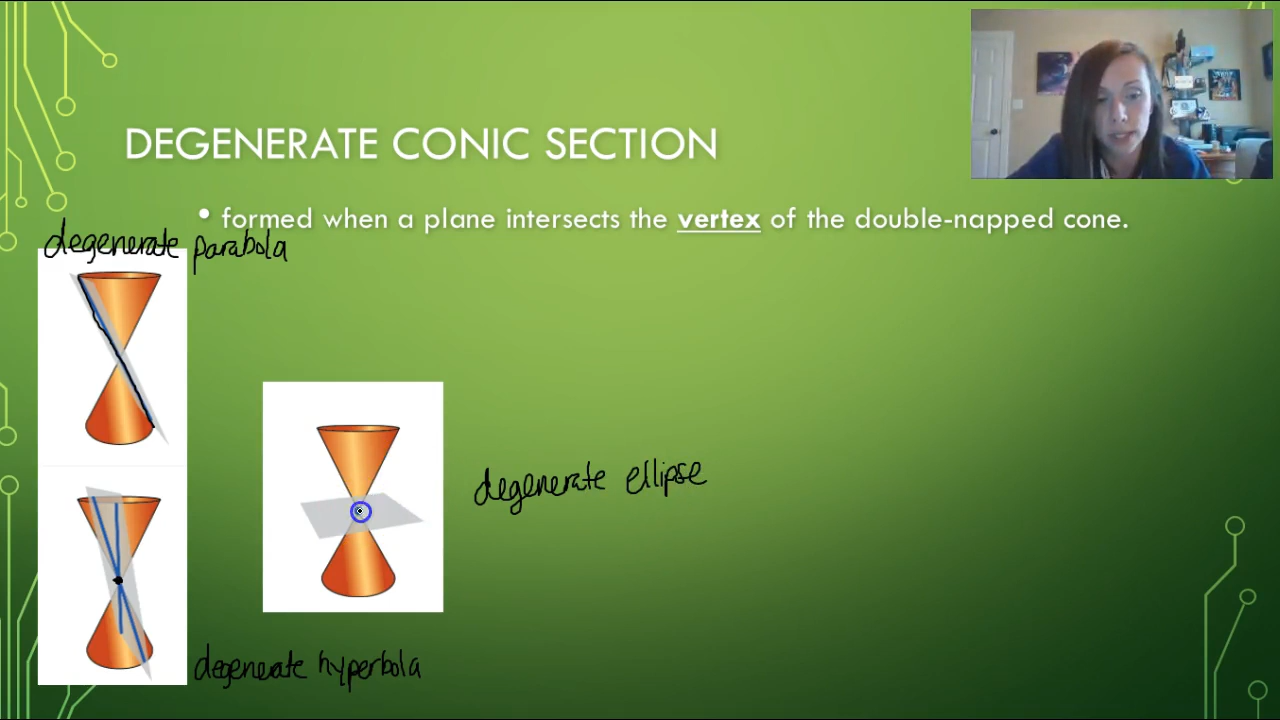 DEGENERATE CONIC SECTION
• formed when a plane intersects the vertex of the double-napped cone.
degenerate parabola
degenerate ellipse
degenerate hyperbola